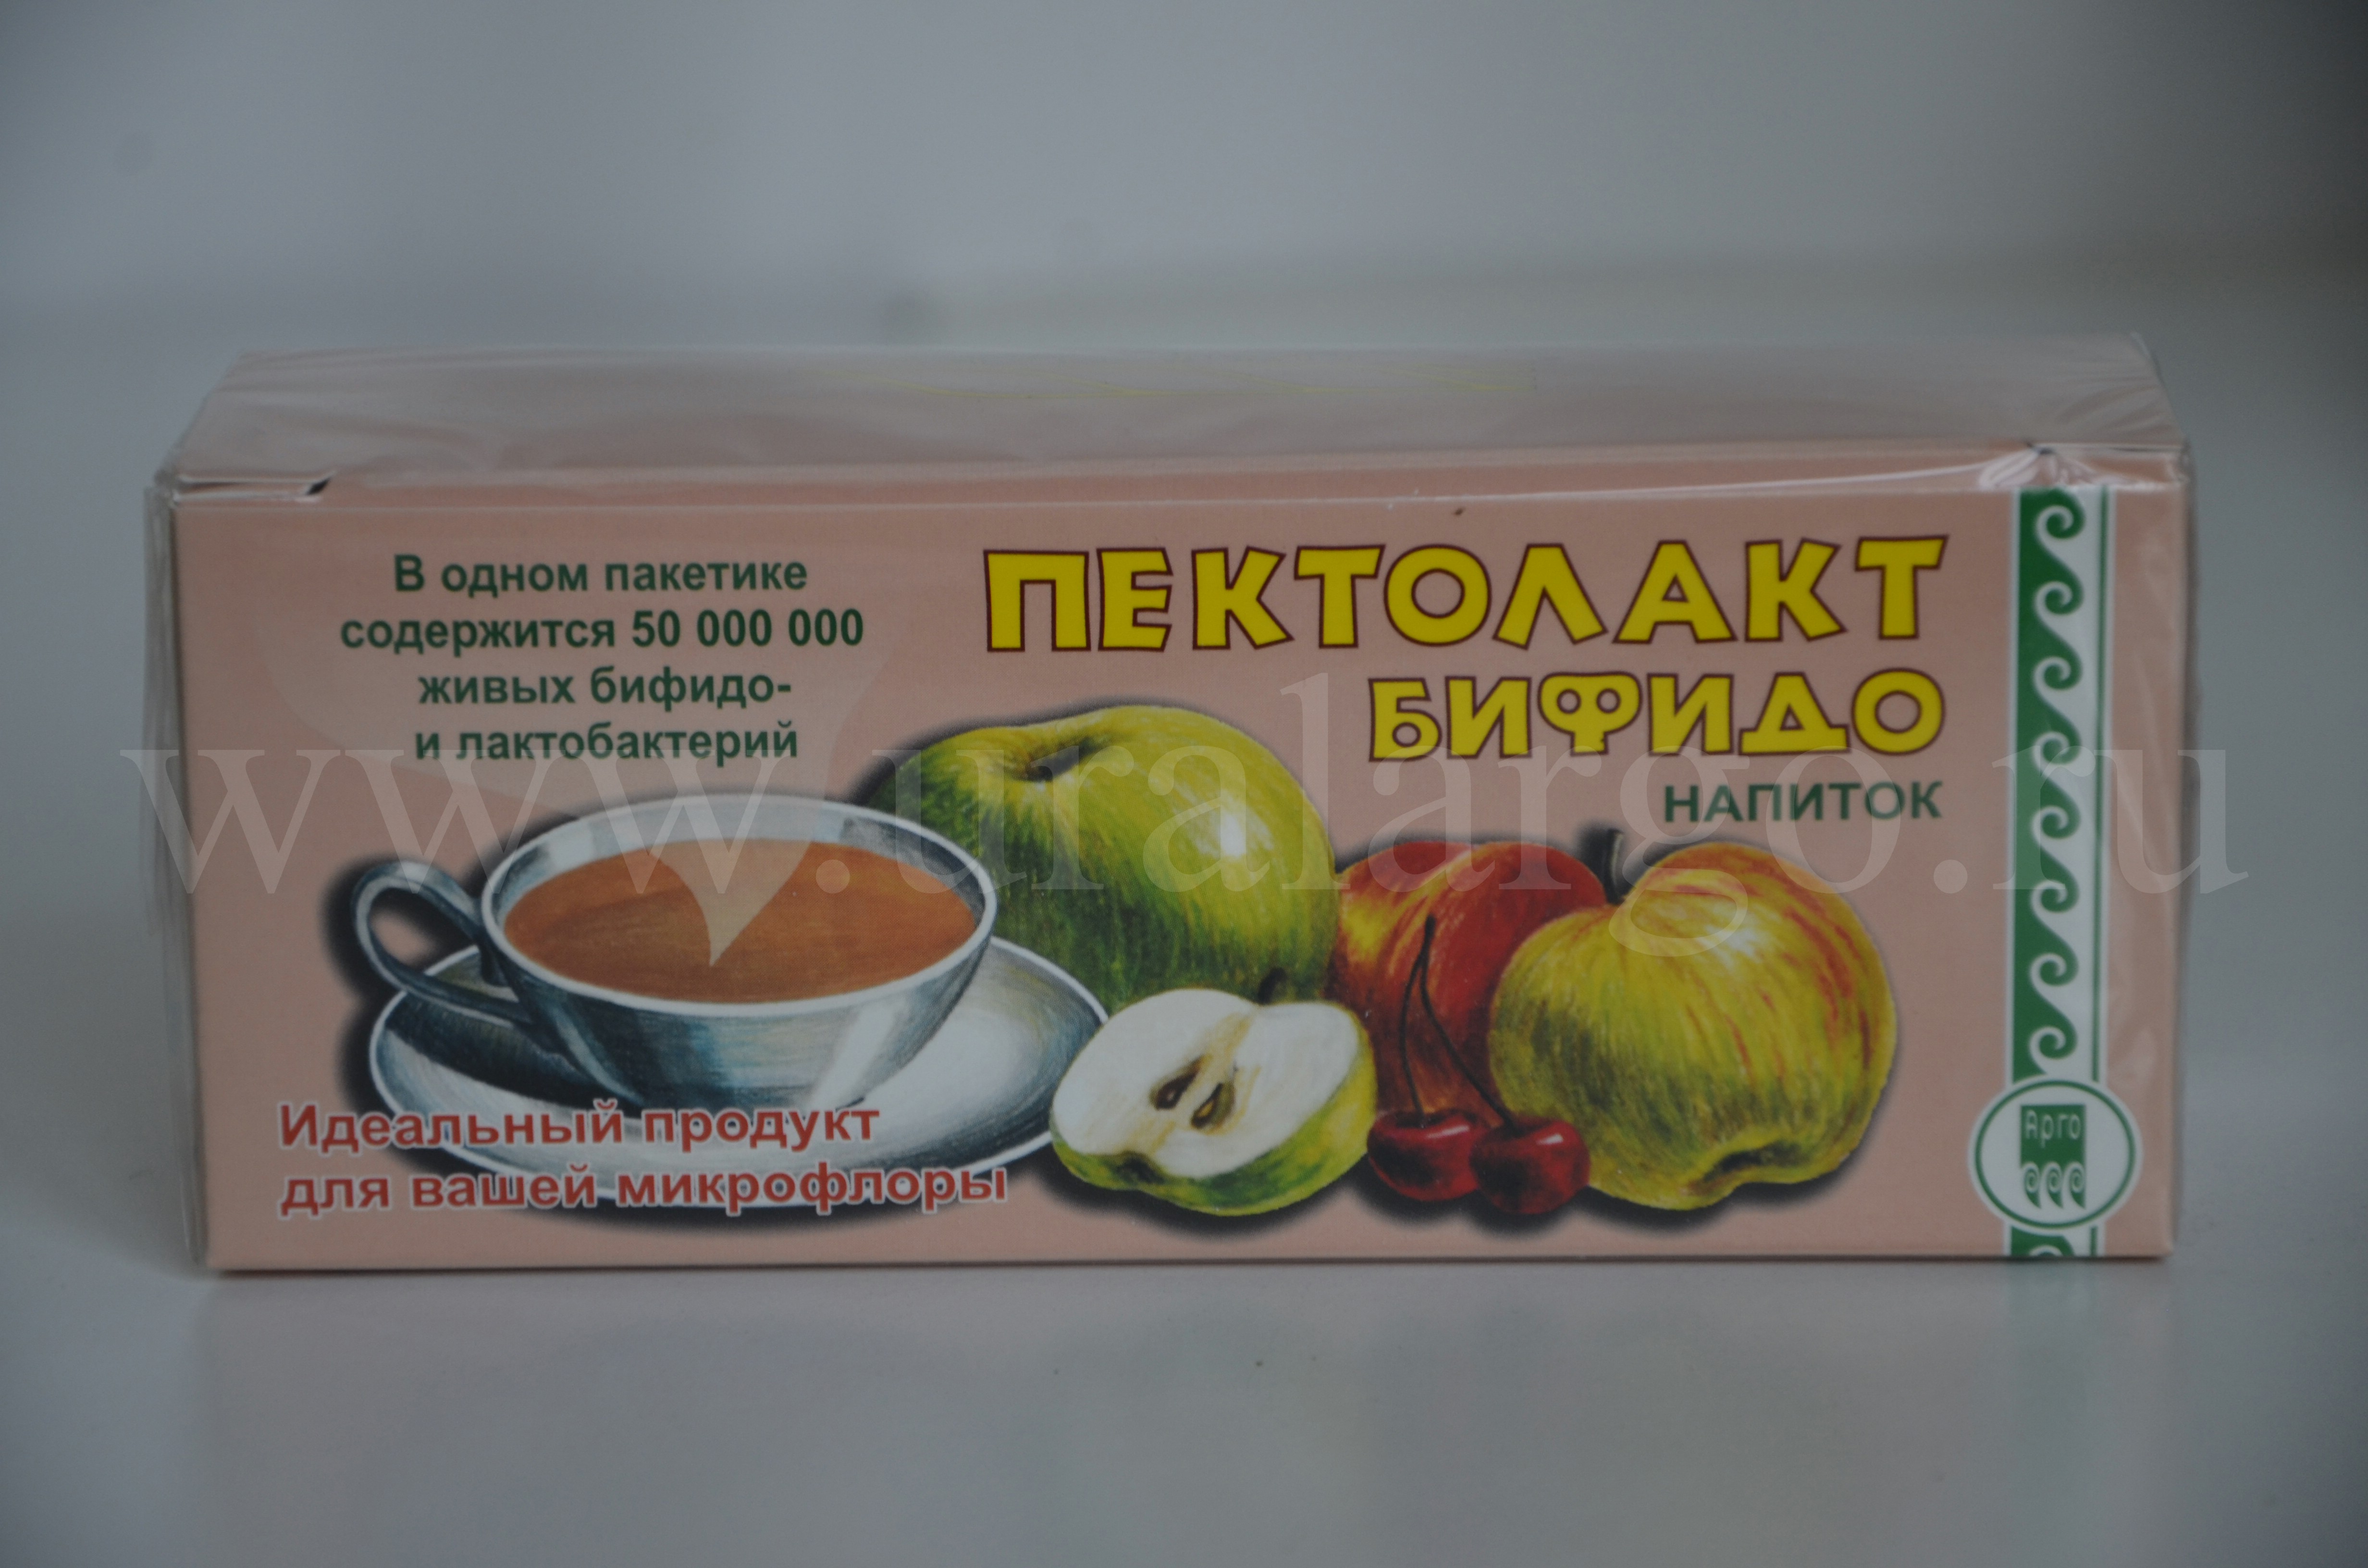 В одном пакетике
содержится 50 000 000
живых бифидо-
и лактобактерий
ПЕКТОЛАКТ
БИФИДО
НАПИТОК
www.uralargo.ru
Идеальный продукт
для вашей микрофлоры
Арго